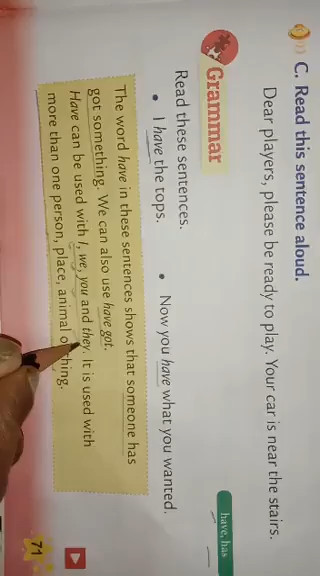 C. Read this sentence aloud.
Dear players, please be ready to play. Your car is near the stairs.
have, has
Grammar
Read these sentences.
• I have the tops. • Now you have what you wanted.
The word have in these sentences shows that someone has
got something. We can also use have got.
Have can be used with I, we, you and they. It is used with
more than one person, place, animal thing.
71